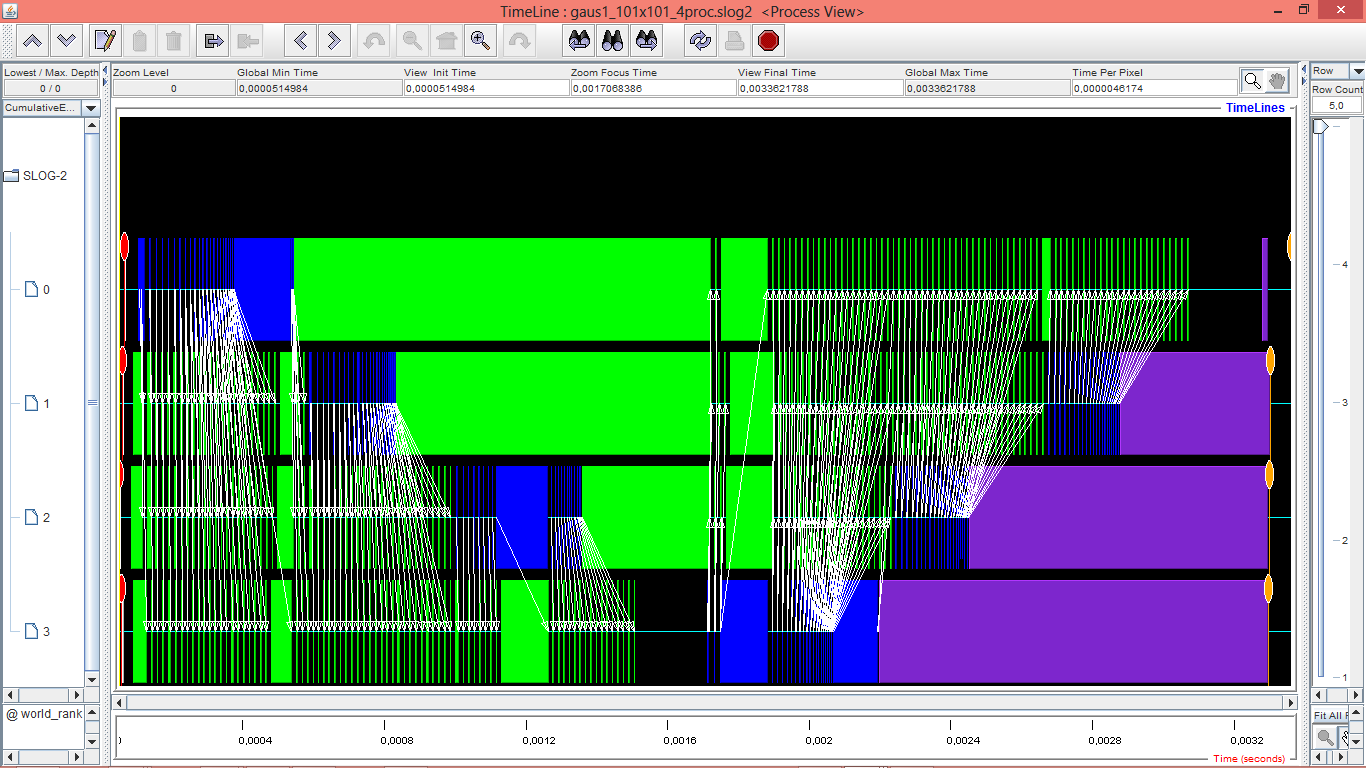 TimeLine : gaus1_101x101_4proc.slog2 <Process View>
Lowest / Max. Depth
0 / 0
Zoom Level
0
Global Min Time
0,0000514984
View Init Time
0,0000514984
Zoom Focus Time
0,0017068386
View Final Time
0,0033621788
Global Max Time
0,0033621788
Time Per Pixel
0,0000046174
Row
Row Count
5,0
CumulativeE...
TimeLines
SLOG-2
0
1
2
3
4
3
2
1
@ world_rank
Fit All
0,0004
0,0008
0,0012
0,0016
0,002
0,0024
0,0028
0,0032
Time (seconds)